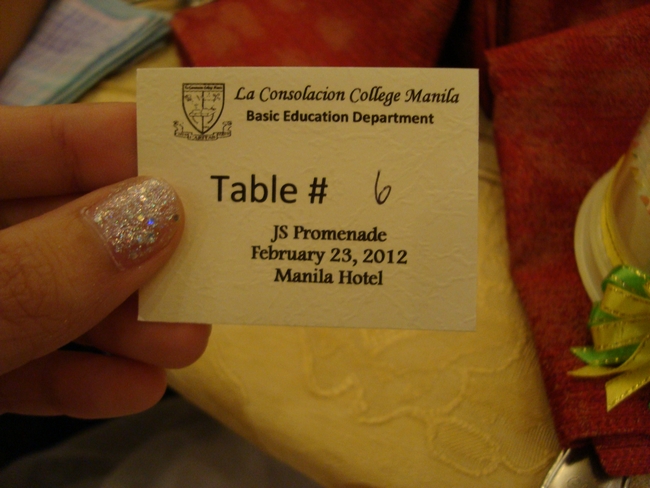 La Consolacion College Manila
Basic Education Department
Table # 6
JS Promenade
February 23, 2012
Manila Hotel